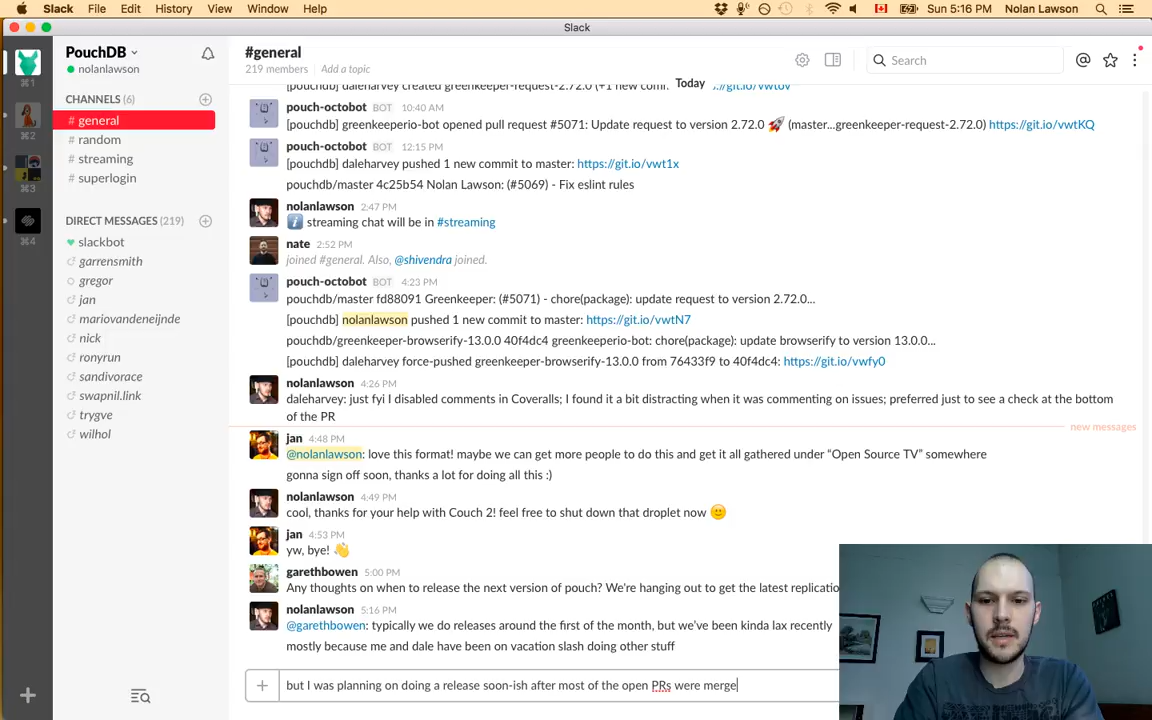 Slack File Edit View History Window Help Sun 5:16 PM Nolan Lawson
Slack
PouchDB
nolanlawson
CHANNELS (6)
# general
# random
# streaming
# superlogin
DIRECT MESSAGES (219)
slackbot
garrensmith
gregor
jan
mariovandeneijnde
nick
ronyrun
sandivorace
swapnil.link
trygve
wilhol
⌘1
⌘2
⌘3
⌘4
#general
219 members | Add a topic
Search
Today
[pouchdb] daleharvey created greenkeeper-request-2.72.0 (+1 new
pouch-octobot BOT 10:40 AM
[pouchdb] greenkeeperio-bot opened pull request #5071: Update request to version 2.72.0 🚀 (master...greenkeeper-request-2.72.0) https://git.io/vwtKQ
pouch-octobot BOT 12:15 PM
[pouchdb] daleharvey pushed 1 new commit to master: https://git.io/vwt1x
pouchdb/master 4c25b54 Nolan Lawson: (#5069) - Fix eslint rules
nolanlawson 2:47 PM
ℹ️ streaming chat will be in #streaming
nate 2:52 PM
joined #general. Also, @shivendra joined.
pouch-octobot BOT 4:23 PM
pouchdb/master fd88091 Greenkeeper: (#5071) - chore(package): update request to version 2.72.0...
[pouchdb] nolanlawson pushed 1 new commit to master: https://git.io/vwtN7
pouchdb/greenkeeper-browserify-13.0.0 40f4dc4 greenkeeperio-bot: chore(package): update browserify to version 13.0.0...
[pouchdb] daleharvey force-pushed greenkeeper-browserify-13.0.0 from 76433f9 to 40f4dc4: https://git.io/vwfy0
nolanlawson 4:26 PM
daleharvey: just fyi I disabled comments in Coveralls; I found it a bit distracting when it was commenting on issues; preferred just to see a check at the bottom
of the PR
new messages
jan 4:48 PM
@nolanlawson: love this format! maybe we can get more people to do this and get it all gathered under “Open Source TV” somewhere
gonna sign off soon, thanks a lot for doing all this :)
nolanlawson 4:49 PM
cool, thanks for your help with Couch 2! feel free to shut down that droplet now 🙂
jan 4:53 PM
yw, bye! 👋
garethbowen 5:00 PM
Any thoughts on when to release the next version of pouch? We're hanging out to get the latest replication
nolanlawson 5:16 PM
@garethbowen: typically we do releases around the first of the month, but we've been kinda lax recently
mostly because me and dale have been on vacation slash doing other stuff
but I was planning on doing a release soon-ish after most of the open PRs were merge